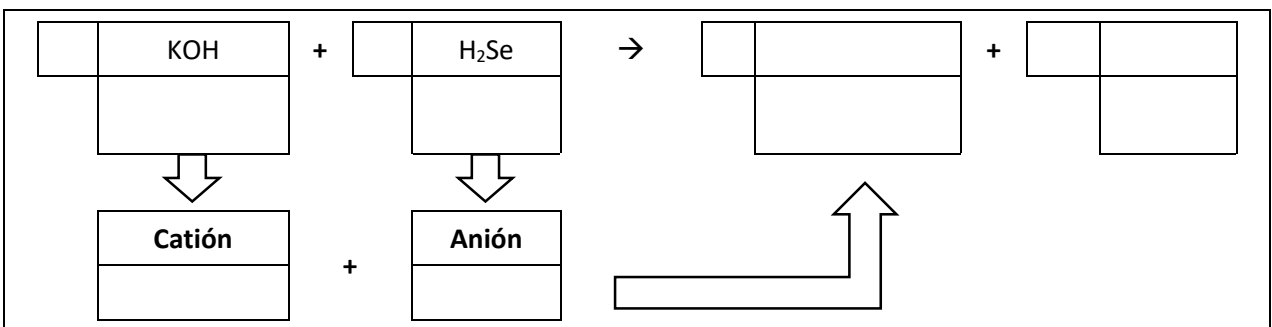 KOH + H₂Se → +
Catión + Anión